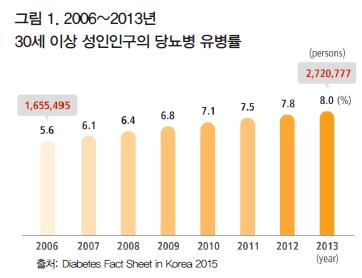 그림 1. 2006~2013년
30세 이상 성인인구의 당뇨병 유병률
(persons)
1,655,495
2,720,777
5.6 6.1 6.4 6.8 7.1 7.5 7.8 8.0 (%)
2006 2007 2008 2009 2010 2011 2012 2013
(year)
출처: Diabetes Fact Sheet in Korea 2015